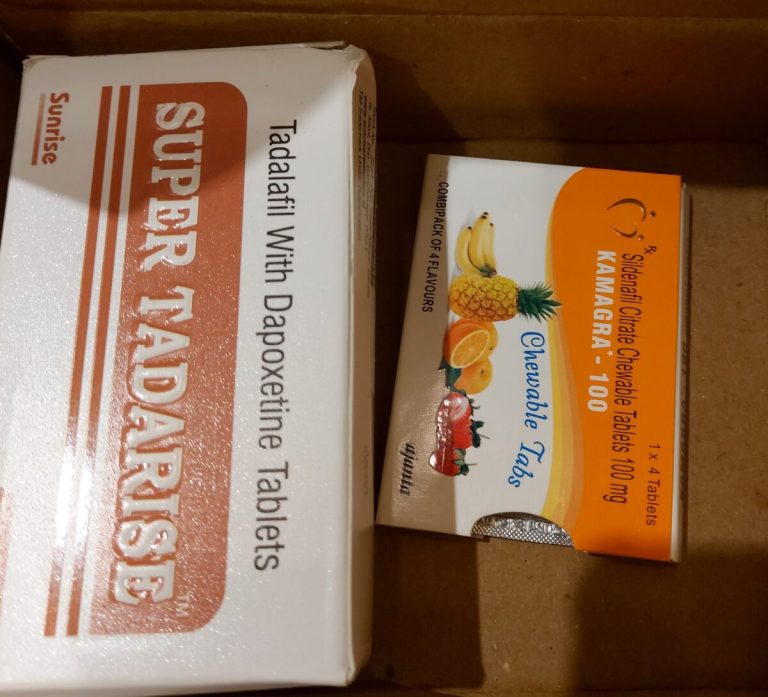 Sunrise
SUPER TADARISE™
Tadalafil With Dapoxetine Tablets
COMBIPACK OF 4 FLAVOURS
Chewable Tabs
ajanta
Rx
Sildenafil Citrate Chewable Tablets 100 mg
KAMAGRA* - 100
1 x 4 Tablets